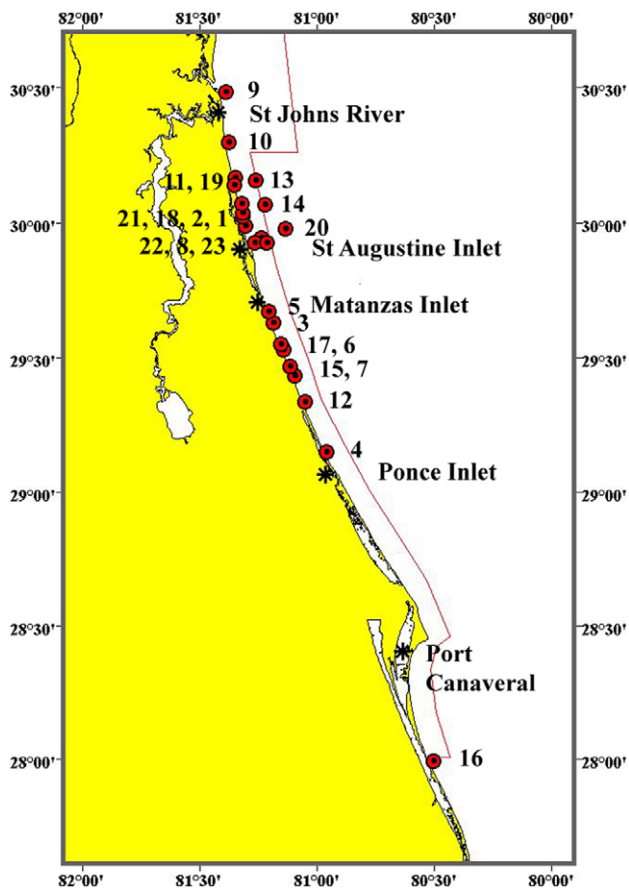 82°00' 81°30' 81°00' 80°30' 80°00'
30°30' 9 30°30'
St Johns River
10
11, 19 13
14
30°00' 21, 18, 2, 1 20 30°00'
22, 8, 23 St Augustine Inlet
5 Matanzas Inlet
3
29°30' 17, 6 29°30'
15, 7
12
4
Ponce Inlet
29°00' 29°00'
28°30' 28°30'
Port
Canaveral
28°00' 16 28°00'
82°00' 81°30' 81°00' 80°30' 80°00'